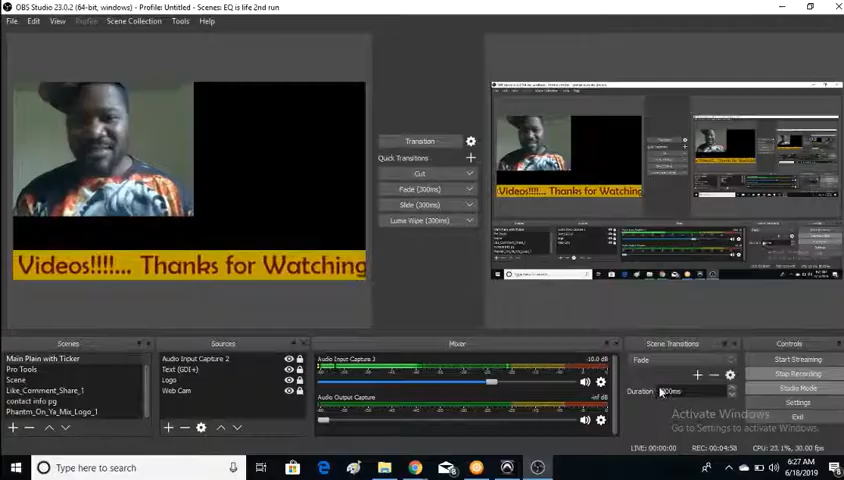 OBS Studio 23.0.2 (64-bit, windows) - Profile: Untitled - Scenes: EQ is life 2nd run
File Edit View Profile Scene Collection Tools Help
Transition
Quick Transitions
Cut
Fade (300ms)
Slide (300ms)
Luma Wipe (300ms)
Videos!!!!... Thanks for Watching
Videos!!!!... Thanks for Watching
Scenes
Main Plain with Ticker
Pro Tools
Scene
Like_Comment_Share_1
contact info pg
Phantm_On_Ya_Mix_Logo_1
Sources
Audio Input Capture 2
Text (GDI+)
Logo
Web Cam
Mixer
Audio Input Capture 3
-10.0 dB
Audio Output Capture
-inf dB
Scene Transitions
Fade
Duration
Controls
Start Streaming
Stop Recording
Studio Mode
Settings
Exit
Activate Windows
Go to Settings to activate Windows.
LIVE: 00:00:00 REC: 00:04:58 CPU: 23.1%, 30.00 fps
Type here to search
6:27 AM
6/18/2019